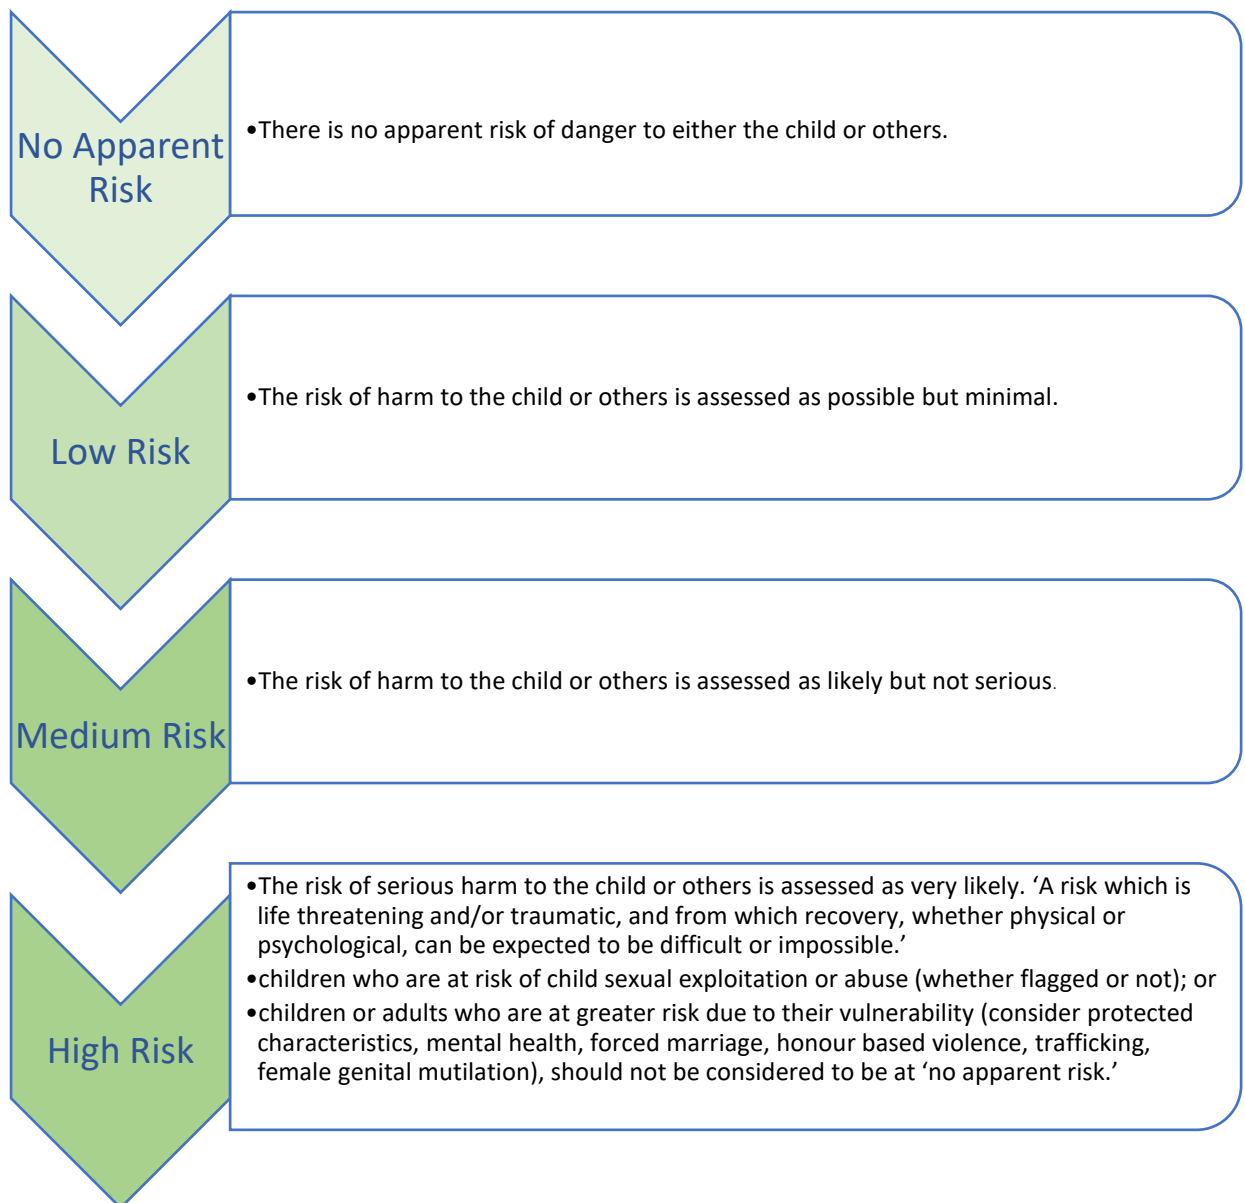 No Apparent
Risk
•There is no apparent risk of danger to either the child or others.
Low Risk
•The risk of harm to the child or others is assessed as possible but minimal.
Medium Risk
•The risk of harm to the child or others is assessed as likely but not serious.
High Risk
•The risk of serious harm to the child or others is assessed as very likely. ‘A risk which is
life threatening and/or traumatic, and from which recovery, whether physical or
psychological, can be expected to be difficult or impossible.’
•children who are at risk of child sexual exploitation or abuse (whether flagged or not); or
•children or adults who are at greater risk due to their vulnerability (consider protected
characteristics, mental health, forced marriage, honour based violence, trafficking,
female genital mutilation), should not be considered to be at ‘no apparent risk.’